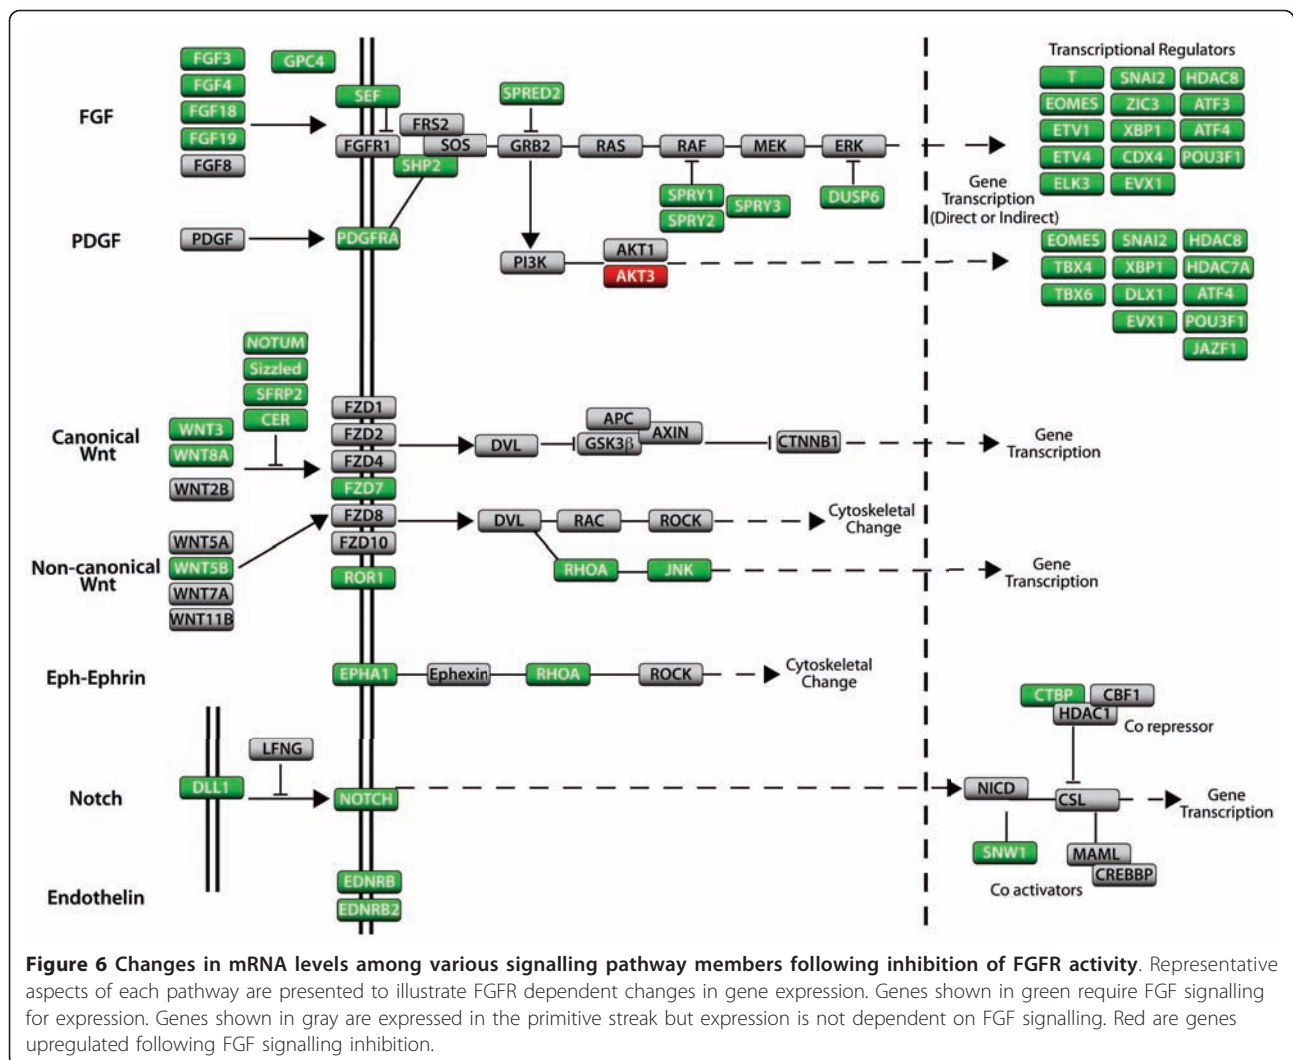 FGF
FGF3
FGF4
FGF18
FGF19
FGF8
GPC4
SEF
FGFR1
FRS2
SOS
SHP2
SPRED2
GRB2
RAS
RAF
MEK
ERK
SPRY1
SPRY2
SPRY3
DUSP6
Gene
Transcription
(Direct or Indirect)
Transcriptional Regulators
T
SNAI2
HDAC8
EOMES
ZIC3
ATF3
ETV1
XBP1
ATF4
ETV4
CDX4
POU3F1
ELK3
EVX1
PDGF
PDGF
PDGFRA
PI3K
AKT1
AKT3
EOMES
SNAI2
HDAC8
TBX4
XBP1
HDAC7A
TBX6
DLX1
ATF4
EVX1
POU3F1
JAZF1
Canonical
Wnt
WNT3
WNT8A
WNT2B
NOTUM
Sizzled
SFRP2
CER
FZD1
FZD2
FZD4
FZD7
FZD8
FZD10
ROR1
DVL
APC
GSK3β
AXIN
CTNNB1
Gene
Transcription
Non-canonical
Wnt
WNT5A
WNT5B
WNT7A
WNT11B
DVL
RAC
ROCK
Cytoskeletal
Change
RHOA
JNK
Gene
Transcription
Eph-Ephrin
EPHA1
Ephexin
RHOA
ROCK
Cytoskeletal
Change
Notch
DLL1
LFNG
NOTCH
NICD
CTBP
CBF1
HDAC1
Co repressor
CSL
Gene
Transcription
SNW1
MAML
CREBBP
Co activators
Endothelin
EDNRB
EDNRB2
Figure 6 Changes in mRNA levels among various signalling pathway members following inhibition of FGFR activity. Representative
aspects of each pathway are presented to illustrate FGFR dependent changes in gene expression. Genes shown in green require FGF signalling
for expression. Genes shown in gray are expressed in the primitive streak but expression is not dependent on FGF signalling. Red are genes
upregulated following FGF signalling inhibition.